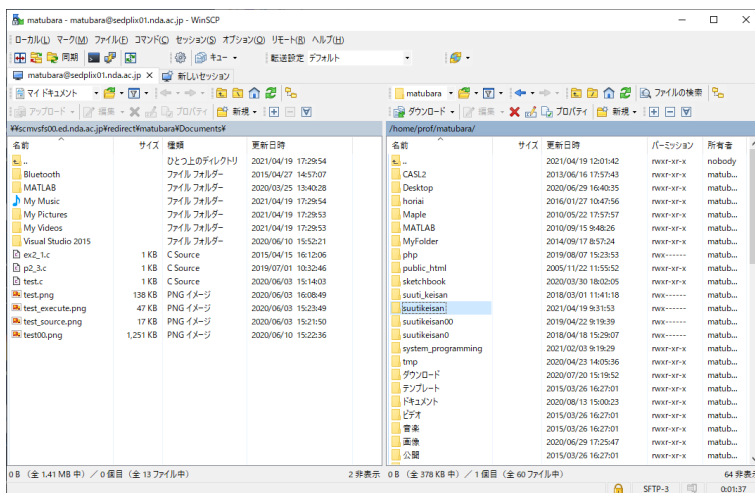 matubara - matubara@sedplix01.nda.ac.jp - WinSCP
ローカル(L) マーク(M) ファイル(F) コマンド(C) セッション(S) オプション(O) リモート(R) ヘルプ(H)
同期 キュー 転送設定 デフォルト
matubara@sedplix01.nda.ac.jp × 新しいセッション
マイ ドキュメント
アップロード 編集 プロパティ 新規
¥¥scmvsfs00.ed.nda.ac.jp¥redirect¥matubara¥Documents¥
名前 サイズ 種類 更新日時
.. ひとつ上のディレクトリ 2021/04/19 17:29:54
Bluetooth ファイル フォルダー 2015/04/27 14:57:07
MATLAB ファイル フォルダー 2020/03/25 13:40:28
My Music ファイル フォルダー 2021/04/19 17:29:54
My Pictures ファイル フォルダー 2021/04/19 17:29:53
My Videos ファイル フォルダー 2021/04/19 17:29:53
Visual Studio 2015 ファイル フォルダー 2020/06/10 15:52:21
ex2_1.c 1 KB C Source 2015/04/15 16:12:06
p2_3.c 1 KB C Source 2019/07/01 10:32:46
test.c 1 KB C Source 2020/06/03 15:14:03
test.png 138 KB PNG イメージ 2020/06/03 16:08:49
test_execute.png 47 KB PNG イメージ 2020/06/03 15:23:49
test_source.png 17 KB PNG イメージ 2020/06/03 15:21:50
test00.png 1,251 KB PNG イメージ 2020/06/10 15:22:36
0 B （全 1.41 MB 中） ／ 0 個目 （全 13 ファイル中） 2 非表示
matubara ファイルの検索
ダウンロード 編集 プロパティ 新規
/home/prof/matubara/
名前 サイズ 更新日時 パーミッション 所有者
.. 2021/04/19 12:01:42 rwxr-xr-x nobody
CASL2 2013/06/16 17:57:43 rwxr-xr-x matub...
Desktop 2020/06/29 16:40:35 rwxr-xr-x matub...
horiai 2016/01/27 10:47:56 rwxr-xr-x matub...
Maple 2010/05/22 17:57:57 rwxr-xr-x matub...
MATLAB 2010/09/15 9:48:26 rwxr-xr-x matub...
MyFolder 2014/09/17 8:57:24 rwxr-xr-x matub...
php 2019/08/07 15:23:53 rwxr-xr-x matub...
public_html 2005/11/22 11:55:52 rwxr-xr-x matub...
sketchbook 2020/03/30 18:02:05 rwxr-xr-x matub...
suuti_keisan 2018/03/01 11:41:18 rwx------ matub...
suutikeisan 2021/04/19 9:31:53 rwx------ matub...
suutikeisan00 2019/04/22 9:19:39 rwx------ matub...
suutikeisan0 2018/04/18 15:29:07 rwx------ matub...
system_programming 2021/02/03 9:19:29 rwxr-xr-x matub...
tmp 2020/04/23 14:05:36 rwxr-xr-x matub...
ダウンロード 2020/07/20 15:19:52 rwxr-xr-x matub...
テンプレート 2015/03/26 16:27:01 rwxr-xr-x matub...
ドキュメント 2020/08/13 15:00:23 rwxr-xr-x matub...
ビデオ 2015/03/26 16:27:01 rwxr-xr-x matub...
音楽 2015/03/26 16:27:01 rwxr-xr-x matub...
画像 2020/06/29 17:25:47 rwxr-xr-x matub...
公開 2015/03/26 16:27:01 rwxr-xr-x matub...
0 B （全 378 KB 中） ／ 1 個目 （全 60 ファイル中） 64 非表示
SFTP-3 0:01:37